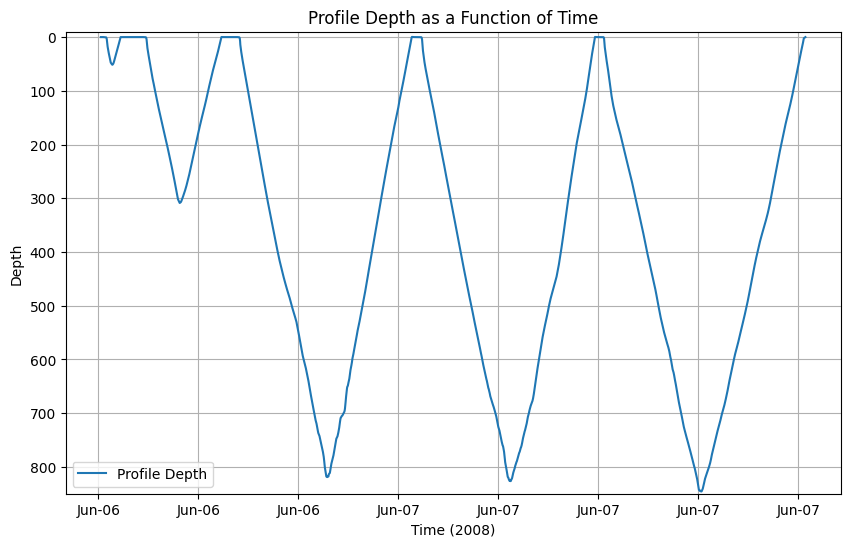 Profile Depth as a Function of Time
0
100
200
300
400
500
600
700
800
Depth
Profile Depth
Jun-06 Jun-06 Jun-06 Jun-07 Jun-07 Jun-07 Jun-07 Jun-07
Time (2008)